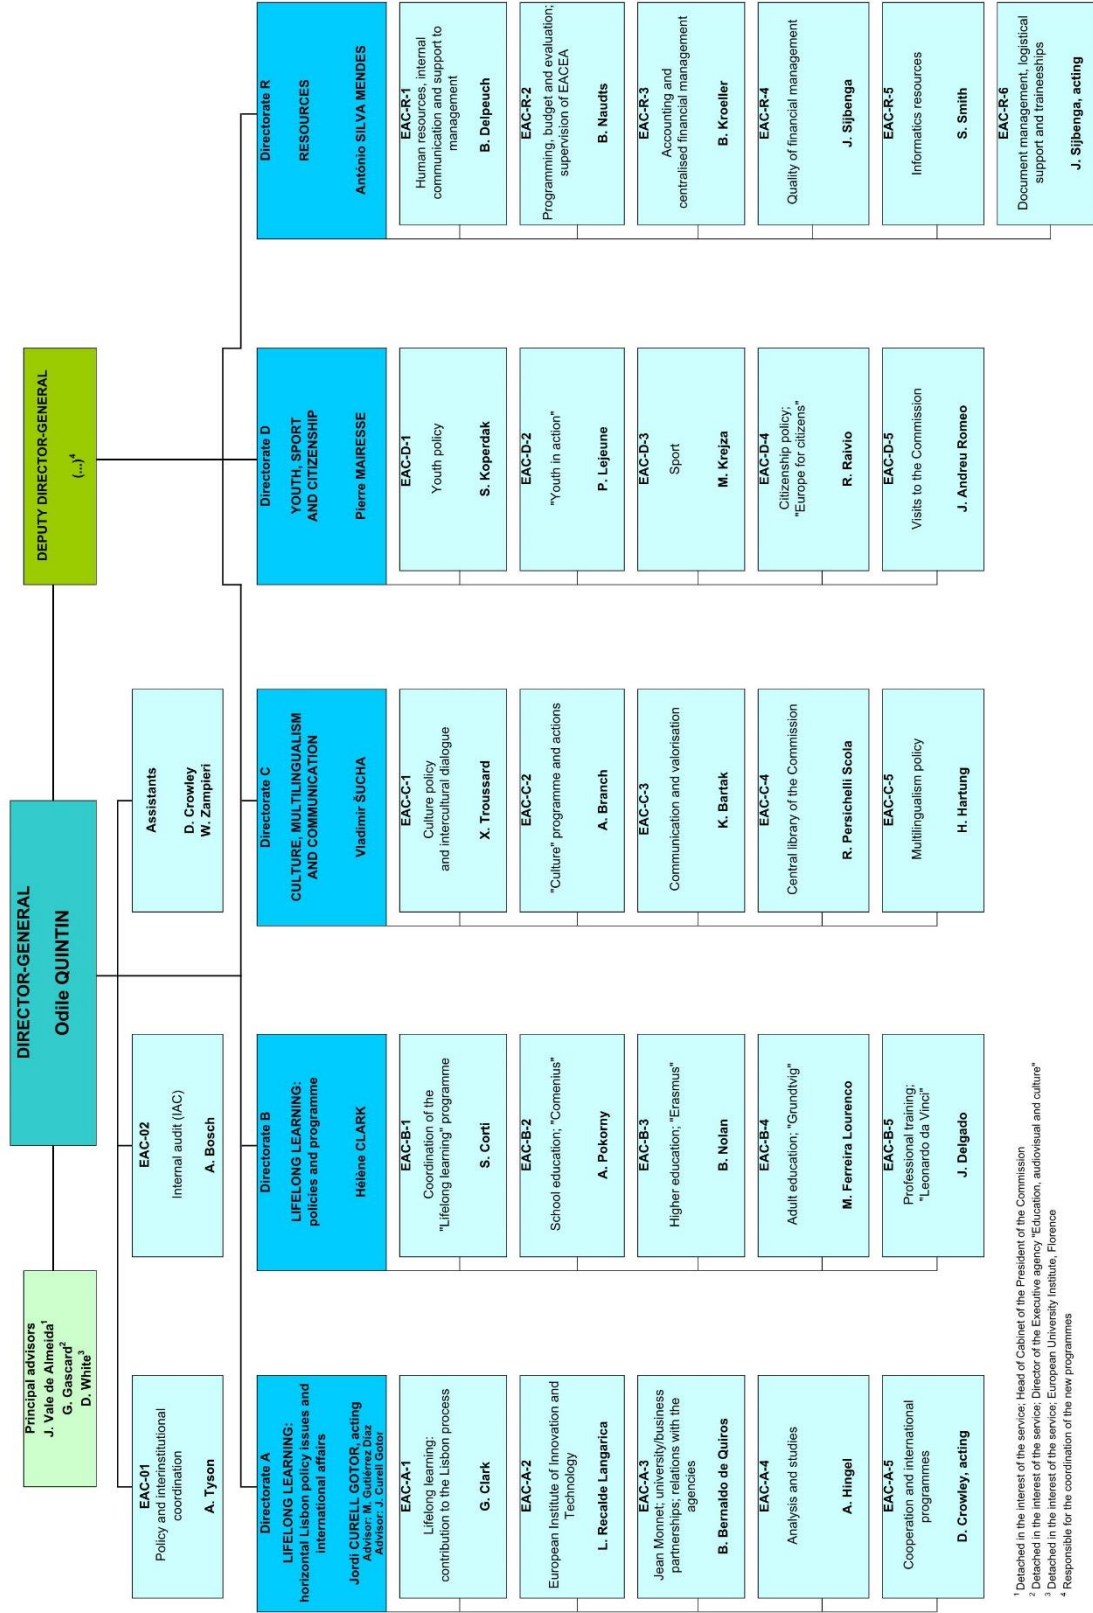 DIRECTOR-GENERAL
Odile QUINTIN
DEPUTY DIRECTOR-GENERAL
(...)⁴
Principal advisors
J. Vale de Almeida¹
G. Gascard²
D. White³
EAC-01
Policy and interinstitutional
coordination
A. Tyson
EAC-02
Internal audit (IAC)
A. Bosch
Assistants
D. Crowley
W. Zampieri
Directorate A
LIFELONG LEARNING:
horizontal Lisbon policy issues and
international affairs
Jordi CURELL GOTOR, acting
Advisor: M. Gutiérrez Díaz
Advisor: J. Curell Gotor
EAC-A-1
Lifelong learning:
contribution to the Lisbon process
G. Clark
EAC-A-2
European Institute of Innovation and
Technology
L. Recalde Langarica
EAC-A-3
Jean Monnet; university/business
partnerships; relations with the
agencies
B. Bernaldo de Quiros
EAC-A-4
Analysis and studies
A. Hingel
EAC-A-5
Cooperation and international
programmes
D. Crowley, acting
Directorate B
LIFELONG LEARNING:
policies and programme
Hélène CLARK
EAC-B-1
Coordination of the
"Lifelong learning" programme
S. Corti
EAC-B-2
School education; "Comenius"
A. Pokorny
EAC-B-3
Higher education; "Erasmus"
B. Nolan
EAC-B-4
Adult education; "Grundtvig"
M. Ferreira Lourenco
EAC-B-5
Professional training;
"Leonardo da Vinci"
J. Delgado
Directorate C
CULTURE, MULTILINGUALISM
AND COMMUNICATION
Vladimir ŠUCHA
EAC-C-1
Culture policy
and intercultural dialogue
X. Troussard
EAC-C-2
"Culture" programme and actions
A. Branch
EAC-C-3
Communication and valorisation
K. Bartak
EAC-C-4
Central library of the Commission
R. Persichelli Scola
EAC-C-5
Multilingualism policy
H. Hartung
Directorate D
YOUTH, SPORT
AND CITIZENSHIP
Pierre MAIRESSE
EAC-D-1
Youth policy
S. Koperdak
EAC-D-2
"Youth in action"
P. Lejeune
EAC-D-3
Sport
M. Krejza
EAC-D-4
Citizenship policy;
"Europe for citizens"
R. Raivio
EAC-D-5
Visits to the Commission
J. Andreu Romeo
Directorate R
RESOURCES
António SILVA MENDES
EAC-R-1
Human resources, internal
communication and support to
management
B. Delpeuch
EAC-R-2
Programming, budget and evaluation;
supervision of EACEA
B. Naudts
EAC-R-3
Accounting and
centralised financial management
B. Kroeller
EAC-R-4
Quality of financial management
J. Sijbenga
EAC-R-5
Informatics resources
S. Smith
EAC-R-6
Document management, logistical
support and traineeships
J. Sijbenga, acting
¹ Detached in the interest of the service; Head of Cabinet of the President of the Commission
² Detached in the interest of the service; Director of the Executive agency "Education, audiovisual and culture"
³ Detached in the interest of the service; European University Institute, Florence
⁴ Responsible for the coordination of the new programmes